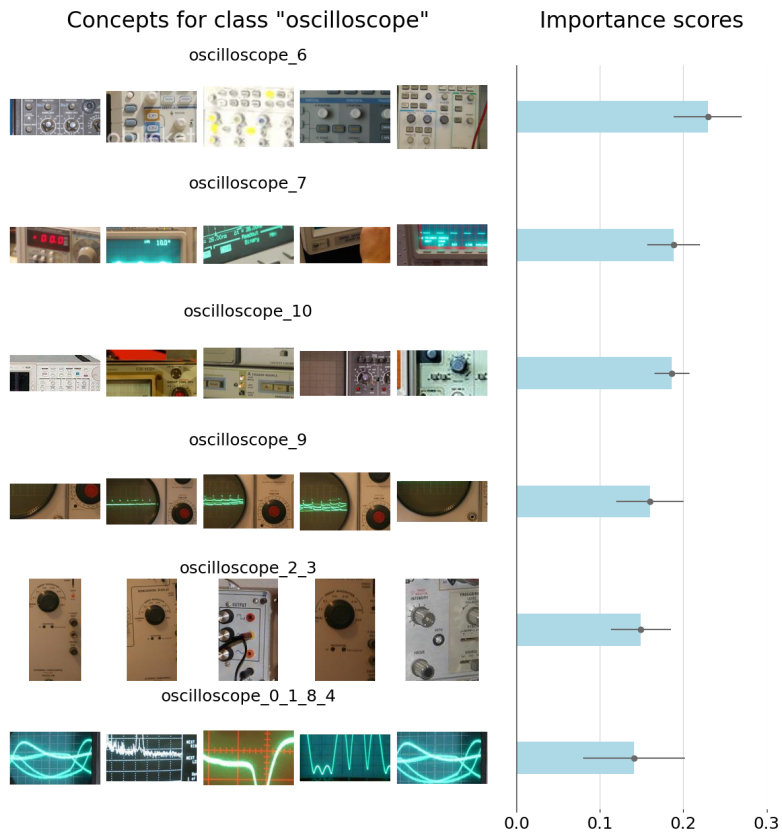 Concepts for class "oscilloscope"
Importance scores
oscilloscope_6
oscilloscope_7
oscilloscope_10
oscilloscope_9
oscilloscope_2_3
oscilloscope_0_1_8_4
0.0 0.1 0.2 0.3